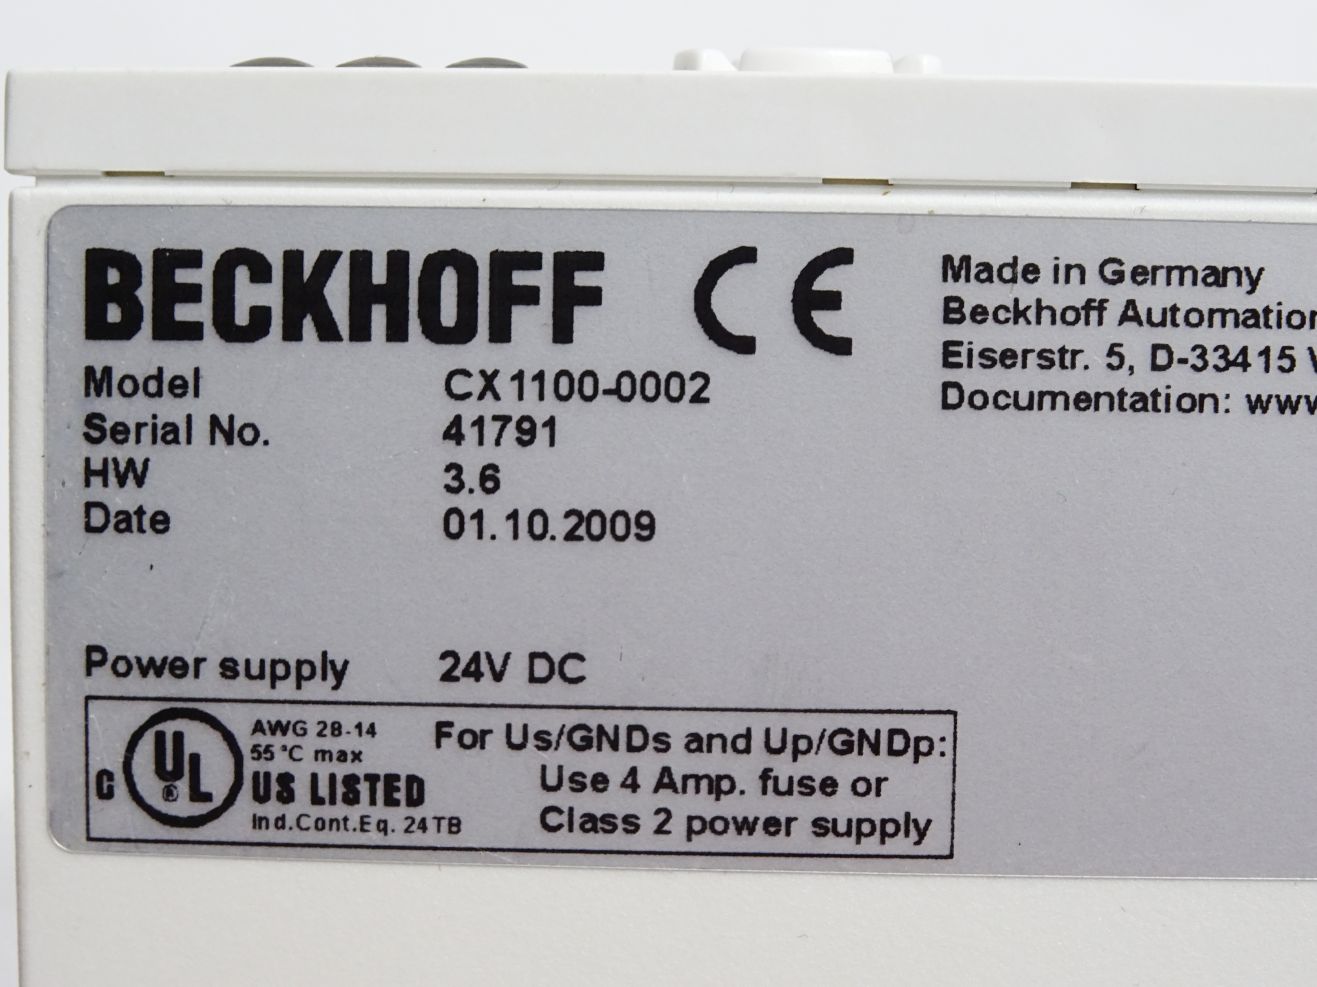 BECKHOFF CE
Made in Germany
Beckhoff Automation
Eiserstr. 5, D-33415
Documentation: www
Model CX1100-0002
Serial No. 41791
HW 3.6
Date 01.10.2009
Power supply 24V DC
C UL ® AWG 28-14
55°C max
US LISTED
Ind.Cont.Eq. 24TB
For Us/GNDs and Up/GNDp:
Use 4 Amp. fuse or
Class 2 power supply